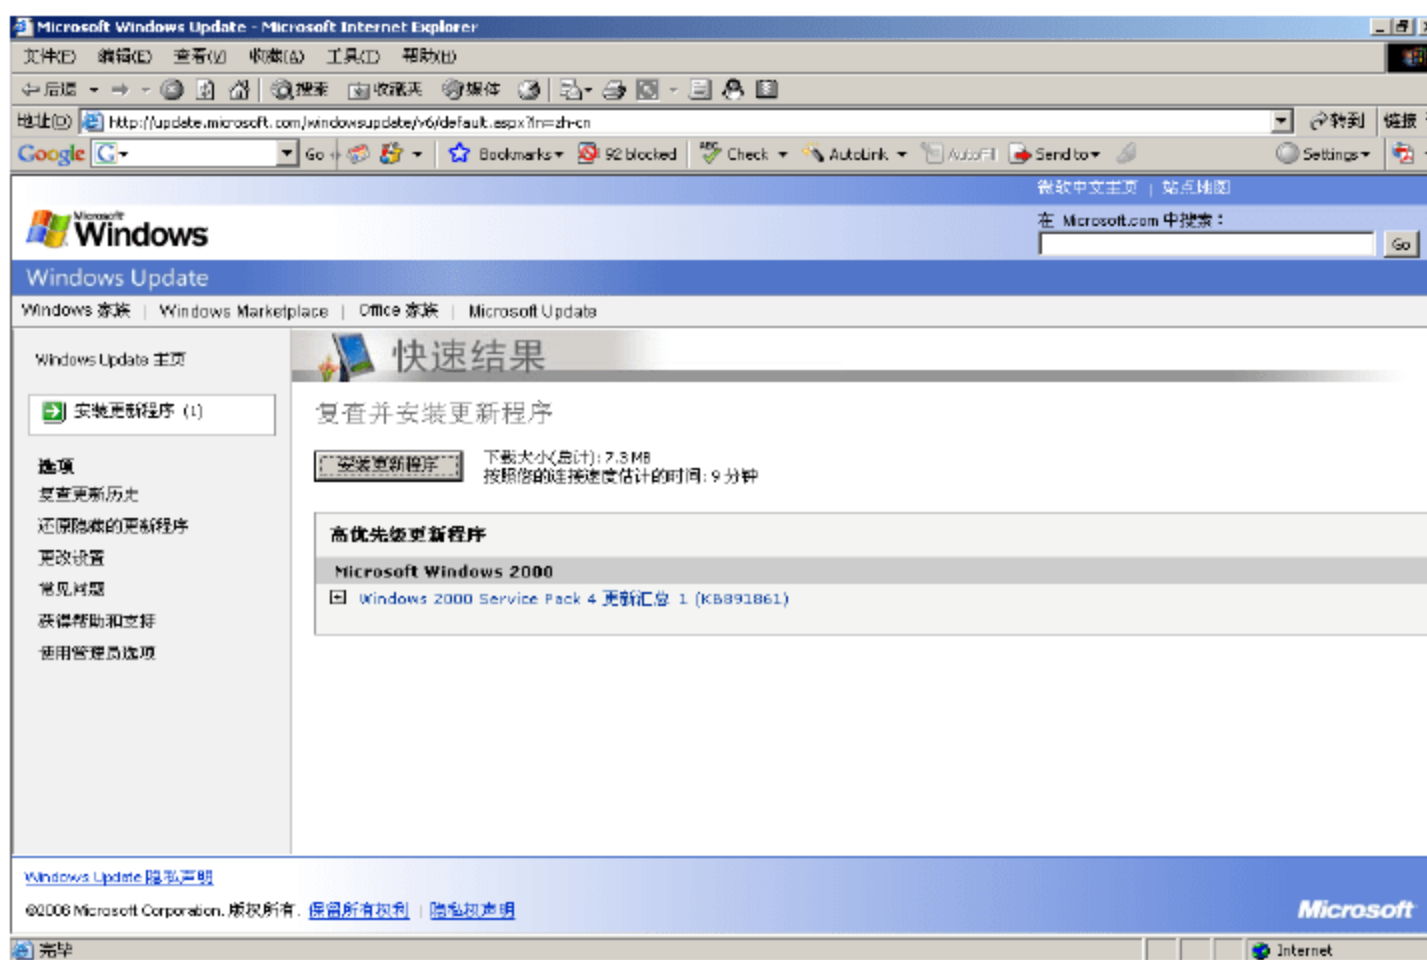 Microsoft Windows Update - Microsoft Internet Explorer
文件(F) 编辑(E) 查看(V) 收藏(A) 工具(T) 帮助(H)
后退 搜索 收藏夹 媒体
地址(D) http://update.microsoft.com/windowsupdate/v6/default.aspx?ln=zh-cn 转到 链接
Google G Go Bookmarks 92 blocked ABC Check AutoLink AutoFill Send to Settings
微软中文主页 | 站点地图
Microsoft Windows
在 Microsoft.com 中搜索：
Go
Windows Update
Windows 家族 | Windows Marketplace | Office 家族 | Microsoft Update
Windows Update 主页
安装更新程序 (1)
选项
复查更新历史
还原隐藏的更新程序
更改设置
常见问题
获得帮助和支持
使用管理员选项
快速结果
复查并安装更新程序
安装更新程序
下载大小(总计): 7.3 MB
按照您的连接速度估计的时间: 9 分钟
高优先级更新程序
Microsoft Windows 2000
Windows 2000 Service Pack 4 更新汇总 1 (KB891861)
Windows Update 隐私声明
©2006 Microsoft Corporation. 版权所有. 保留所有权利 | 隐私权声明
Microsoft
完毕 Internet